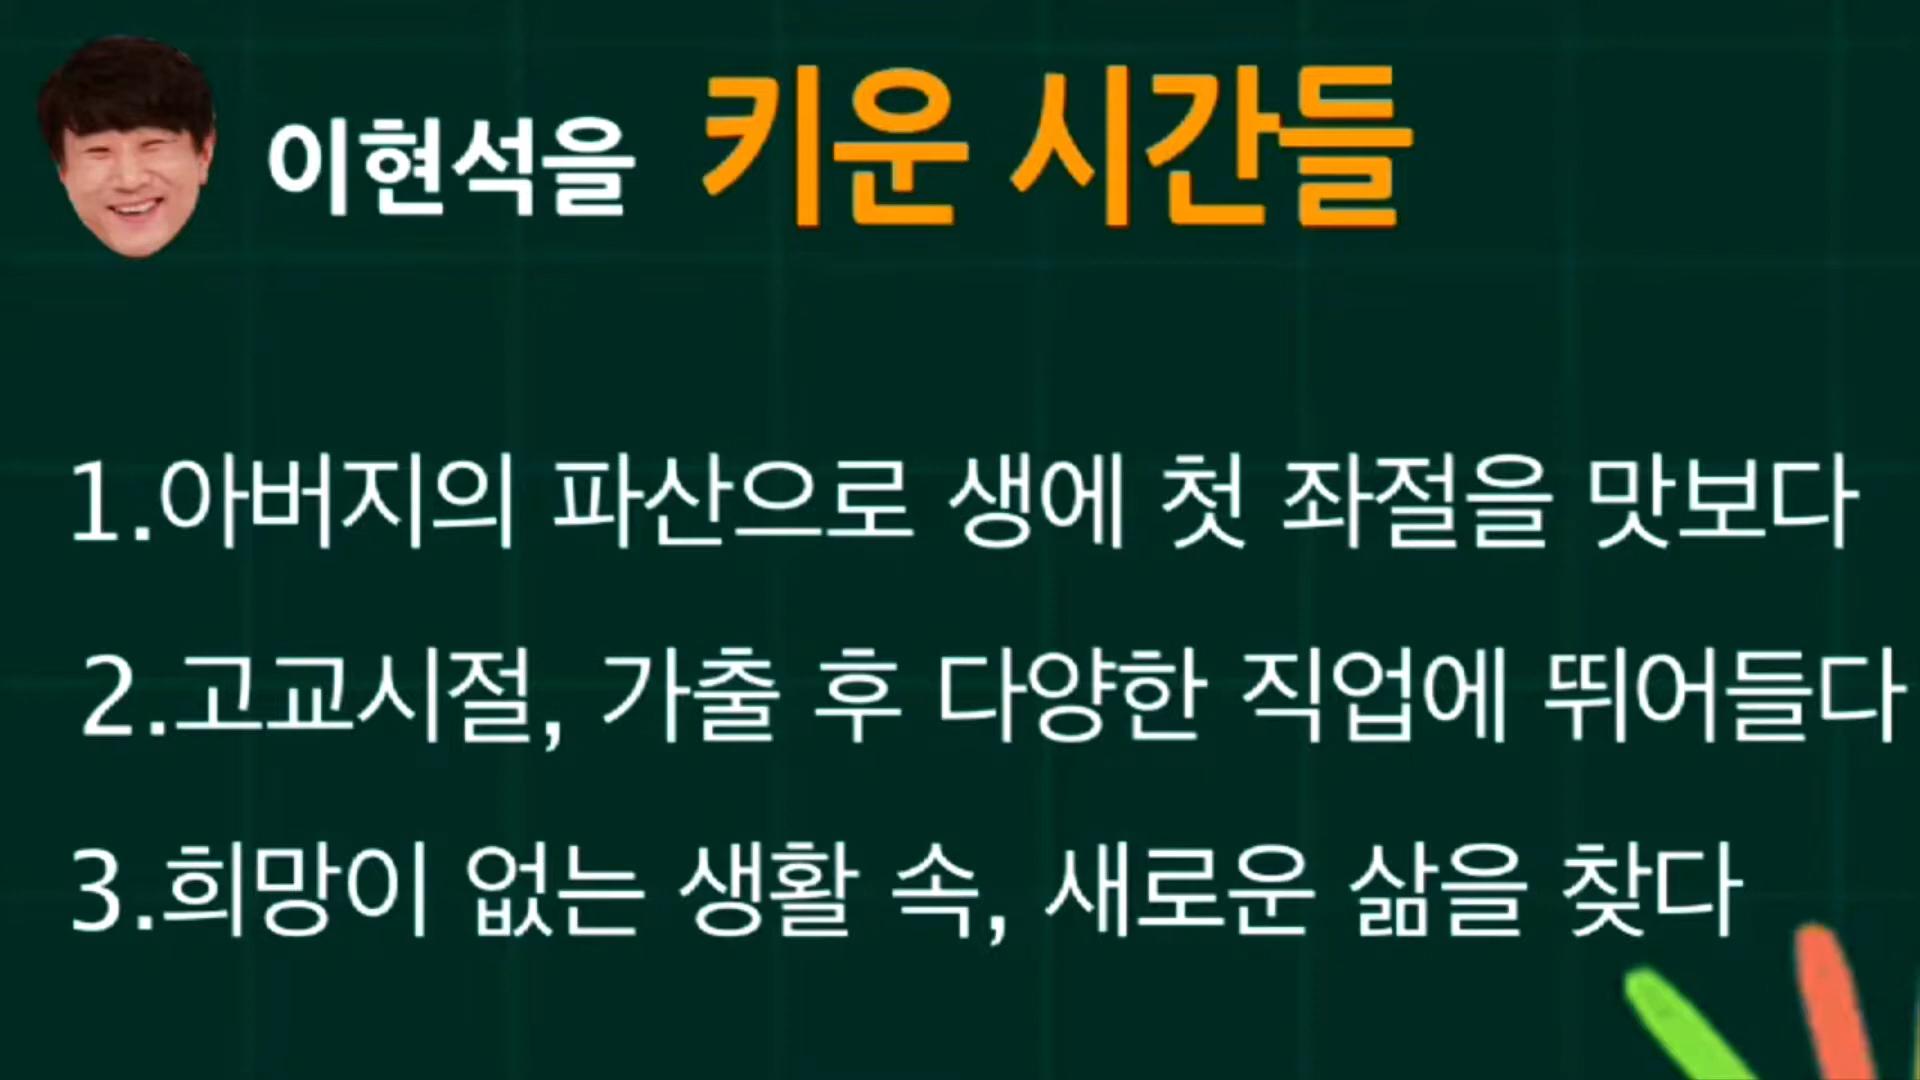 이현석을 키운 시간들
1.아버지의 파산으로 생에 첫 좌절을 맛보다
2.고교시절, 가출 후 다양한 직업에 뛰어들다
3.희망이 없는 생활 속, 새로운 삶을 찾다